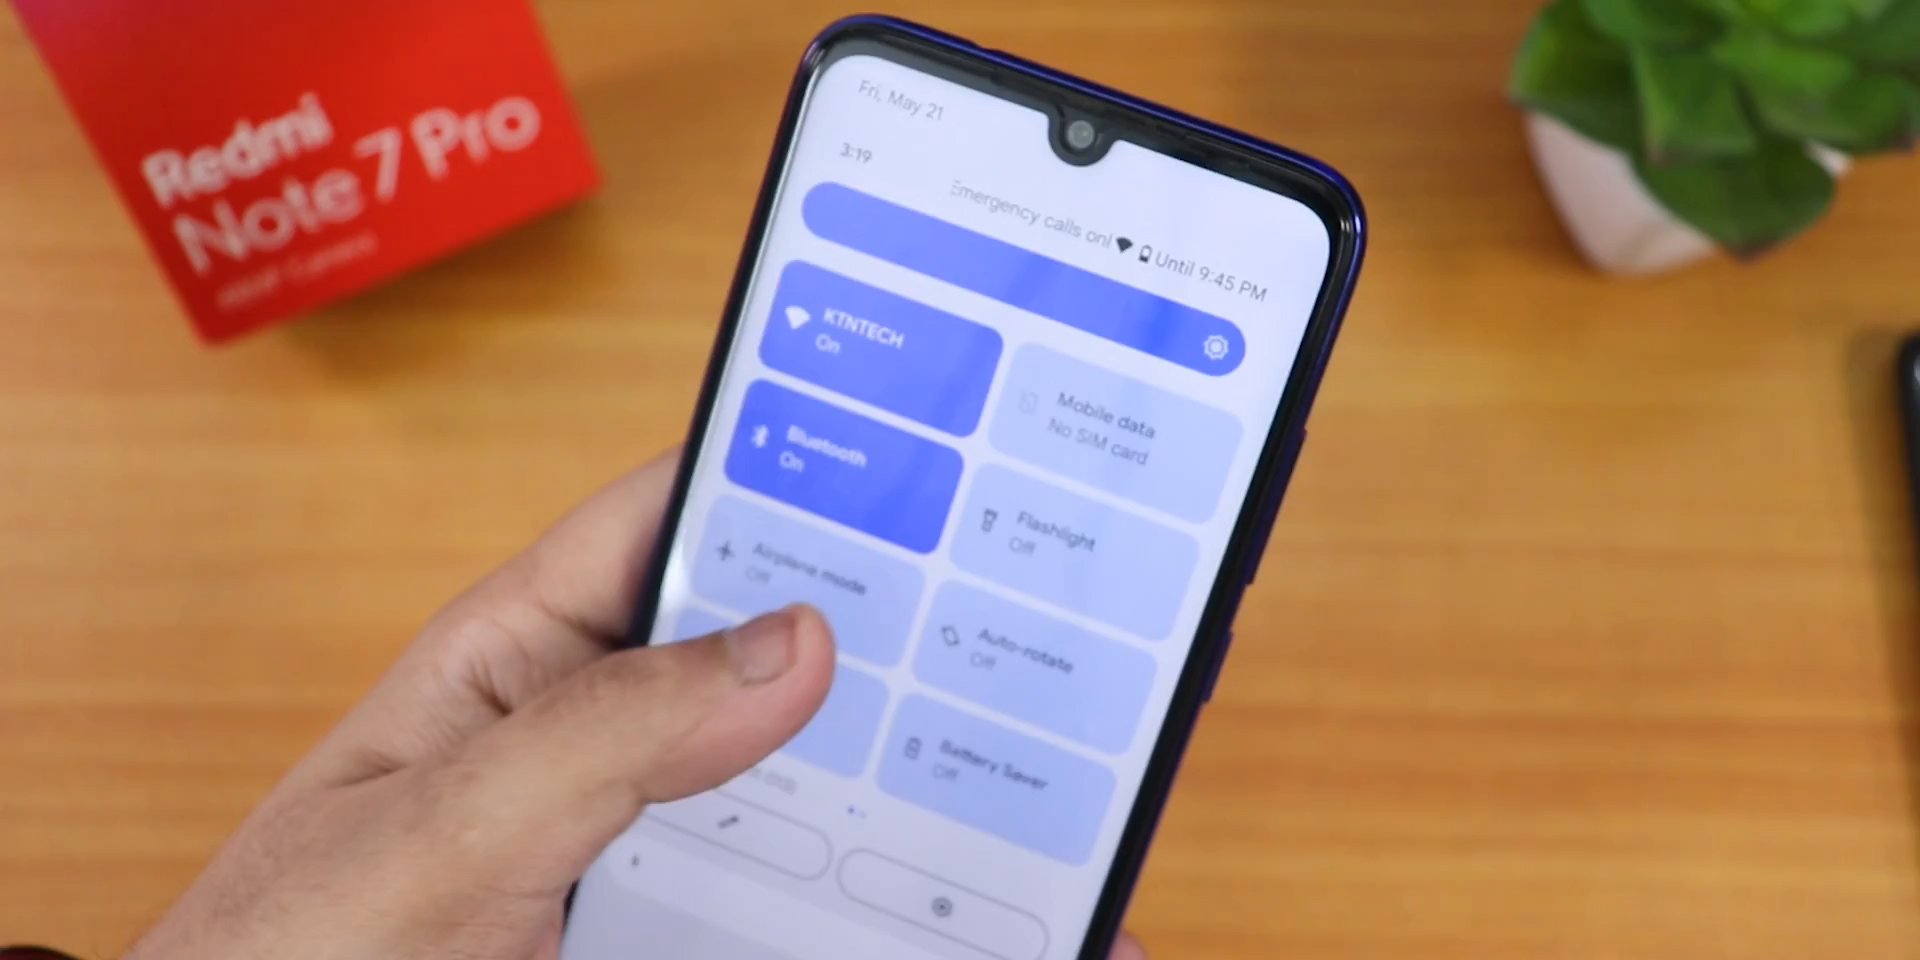 Redmi
Note 7 Pro
Fri, May 21
3:19
Emergency calls onl
Until 9:45 PM
KTNTECH
On
Mobile data
No SIM card
Bluetooth
On
Flashlight
Off
Airplane mode
Off
Auto-rotate
Off
Battery Saver
Off